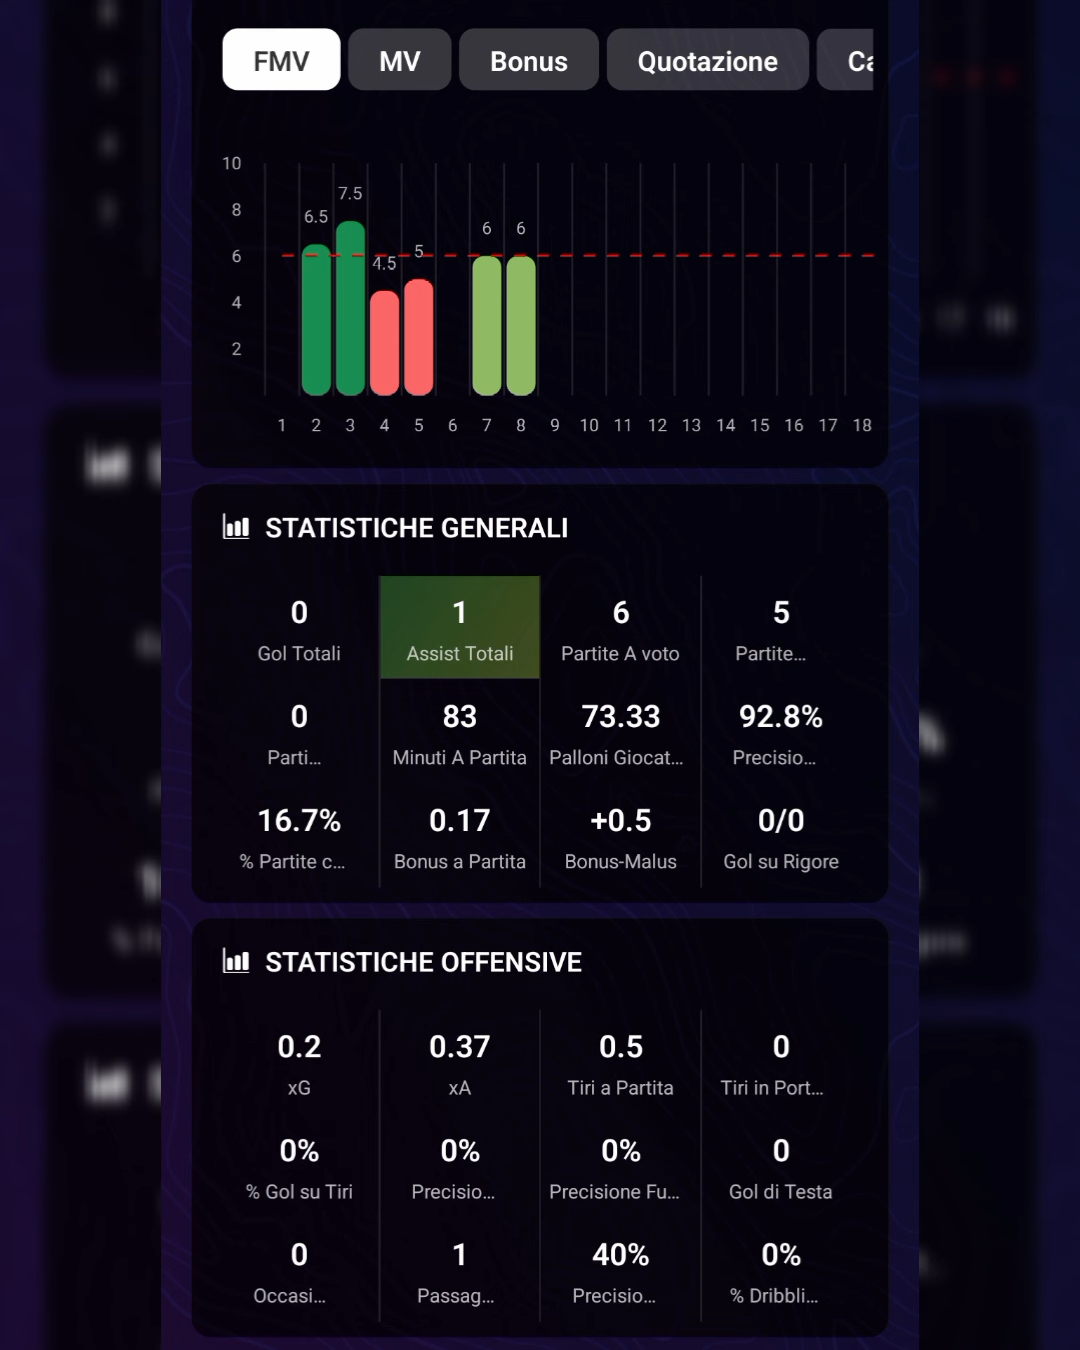 FMV MV Bonus Quotazione Ca
10
8
6
4
2
6.5 7.5 4.5 5 6 6
1 2 3 4 5 6 7 8 9 10 11 12 13 14 15 16 17 18
STATISTICHE GENERALI
0 1 6 5
Gol Totali Assist Totali Partite A voto Partite...
0 83 73.33 92.8%
Parti... Minuti A Partita Palloni Giocat... Precisio...
16.7% 0.17 +0.5 0/0
% Partite c... Bonus a Partita Bonus-Malus Gol su Rigore
STATISTICHE OFFENSIVE
0.2 0.37 0.5 0
xG xA Tiri a Partita Tiri in Port...
0% 0% 0% 0
% Gol su Tiri Precisio... Precisione Fu... Gol di Testa
0 1 40% 0%
Occasi... Passag... Precisio... % Dribbli...